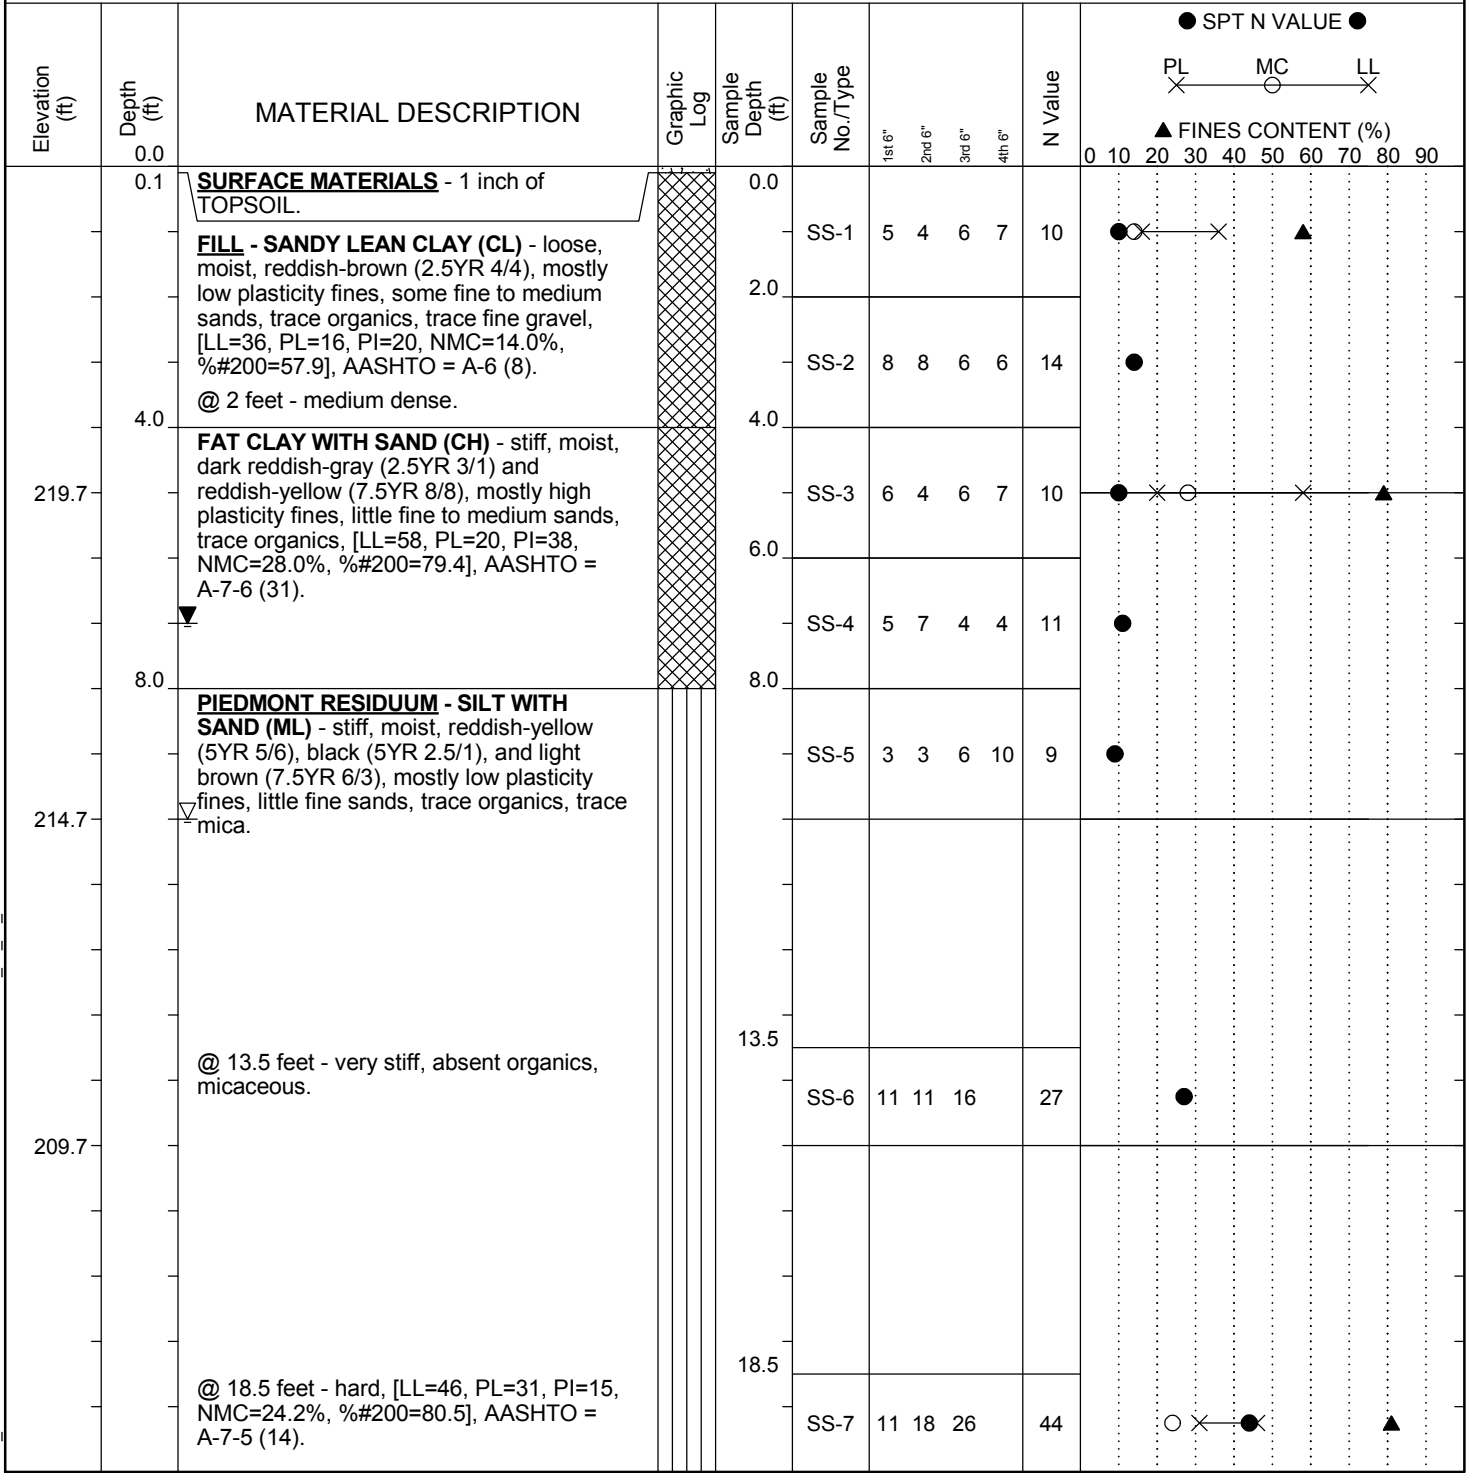 ● SPT N VALUE ●
PL MC LL
▲ FINES CONTENT (%)
0 10 20 30 40 50 60 70 80 90
Elevation
(ft)
Depth
(ft)
0.0
MATERIAL DESCRIPTION
Graphic
Log
Sample
Depth
(ft)
Sample
No./Type
1st 6"
2nd 6"
3rd 6"
4th 6"
N Value
0.1
SURFACE MATERIALS - 1 inch of
TOPSOIL.
0.0
FILL - SANDY LEAN CLAY (CL) - loose,
moist, reddish-brown (2.5YR 4/4), mostly
low plasticity fines, some fine to medium
sands, trace organics, trace fine gravel,
[LL=36, PL=16, PI=20, NMC=14.0%,
%#200=57.9], AASHTO = A-6 (8).
@ 2 feet - medium dense.
SS-1 5 4 6 7 10
2.0
SS-2 8 8 6 6 14
4.0
4.0
FAT CLAY WITH SAND (CH) - stiff, moist,
dark reddish-gray (2.5YR 3/1) and
reddish-yellow (7.5YR 8/8), mostly high
plasticity fines, little fine to medium sands,
trace organics, [LL=58, PL=20, PI=38,
NMC=28.0%, %#200=79.4], AASHTO =
A-7-6 (31).
219.7
SS-3 6 4 6 7 10
6.0
SS-4 5 7 4 4 11
8.0
8.0
PIEDMONT RESIDUUM - SILT WITH
SAND (ML) - stiff, moist, reddish-yellow
(5YR 5/6), black (5YR 2.5/1), and light
brown (7.5YR 6/3), mostly low plasticity
fines, little fine sands, trace organics, trace
mica.
SS-5 3 3 6 10 9
214.7
13.5
@ 13.5 feet - very stiff, absent organics,
micaceous.
SS-6 11 11 16 27
209.7
18.5
@ 18.5 feet - hard, [LL=46, PL=31, PI=15,
NMC=24.2%, %#200=80.5], AASHTO =
A-7-5 (14).
SS-7 11 18 26 44